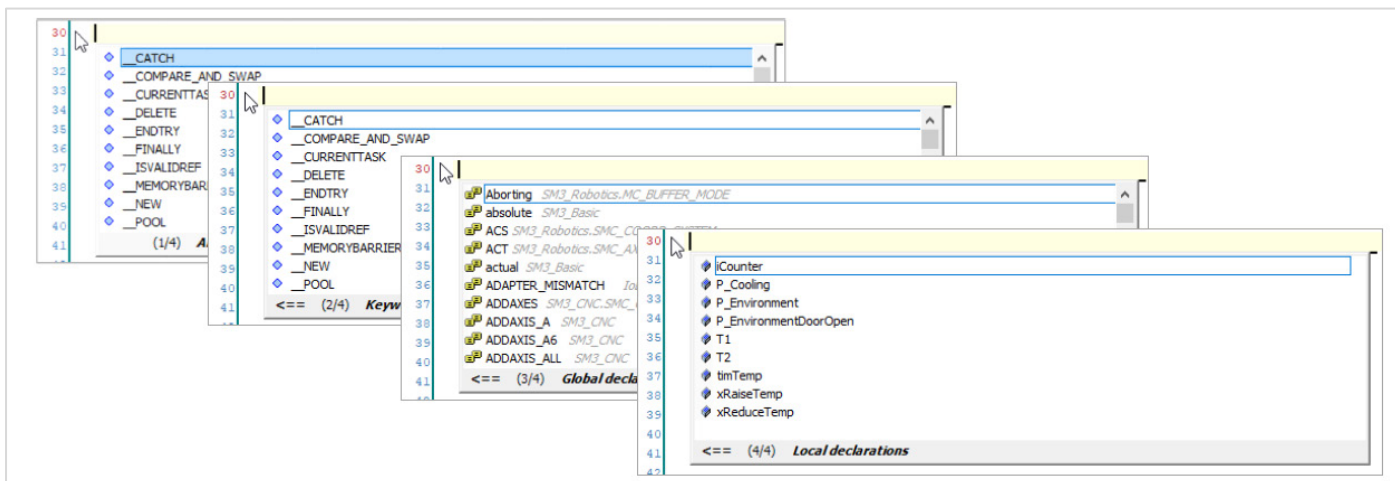 30
31 __CATCH
32 __COMPARE_AND_SWAP
33
34 __DELETE
35 __ENDTRY
36 __FINALLY
37 __ISVALIDREF
38
39 __NEW
40 __POOL
41 (1/4)
30
31 __CATCH
32 __COMPARE_AND_SWAP
33 __CURRENTTASK
34 __DELETE
35 __ENDTRY
36 __FINALLY
37 __ISVALIDREF
38 __MEMORYBARRIER
39 __NEW
40 __POOL
41 <== (2/4)
30
31 Aborting SM3_Robotics.MC_BUFFER_MODE
32 absolute SM3_Basic
33 ACS
34 ACT
35 actual SM3_Basic
36 ADAPTER_MISMATCH
37 ADDAXES
38 ADDAXIS_A SM3_CNC
39 ADDAXIS_A6 SM3_CNC
40 ADDAXIS_ALL SM3_CNC
41 <== (3/4) Global
30
31 iCounter
32 P_Cooling
33 P_Environment
34 P_EnvironmentDoorOpen
35 T1
36 T2
37 timTemp
38 xRaiseTemp
39 xReduceTemp
40
41 <== (4/4) Local declarations
42